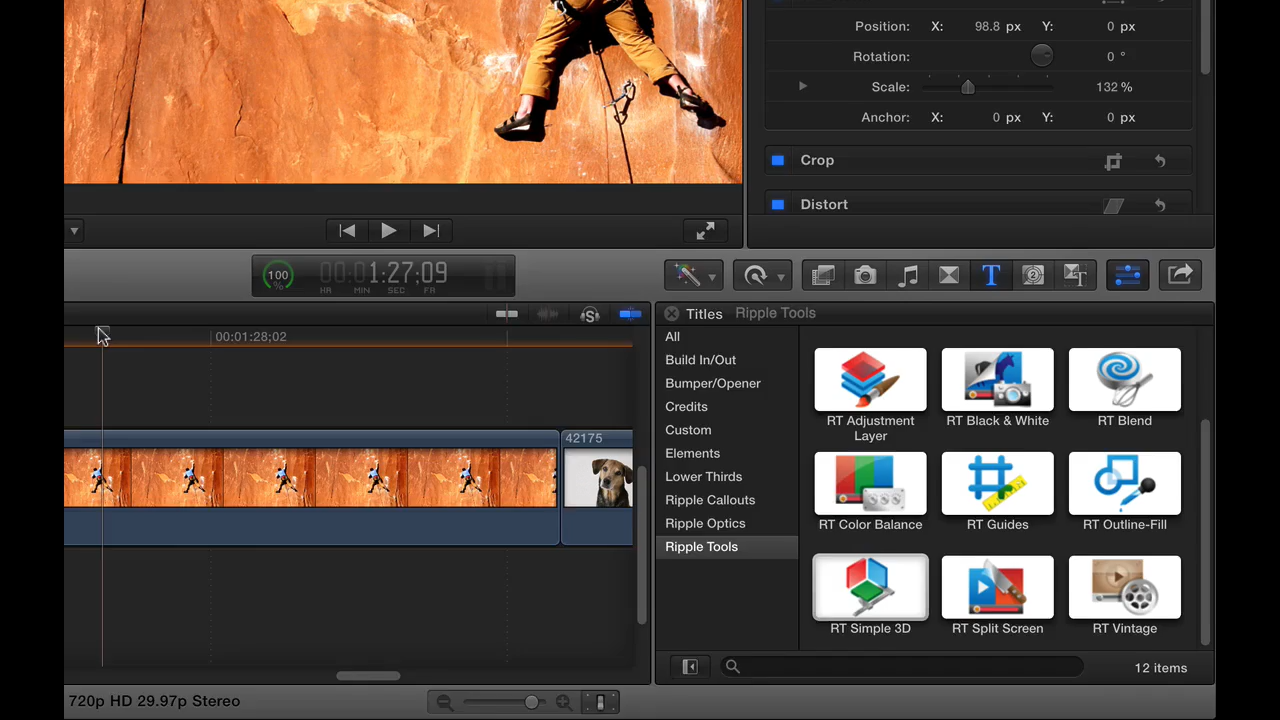 Position: X: 98.8 px Y: 0 px
Rotation: 0 °
Scale: 132 %
Anchor: X: 0 px Y: 0 px
Crop
Distort
100 %
00:01:27;09
HR MIN SEC FR
T
2
T
S
Titles Ripple Tools
00:01:28;02
All
Build In/Out
Bumper/Opener
Credits
Custom
Elements
Lower Thirds
Ripple Callouts
Ripple Optics
Ripple Tools
RT Adjustment
Layer
RT Black & White
RT Blend
42175
RT Color Balance
RT Guides
RT Outline-Fill
RT Simple 3D
RT Split Screen
RT Vintage
12 items
720p HD 29.97p Stereo